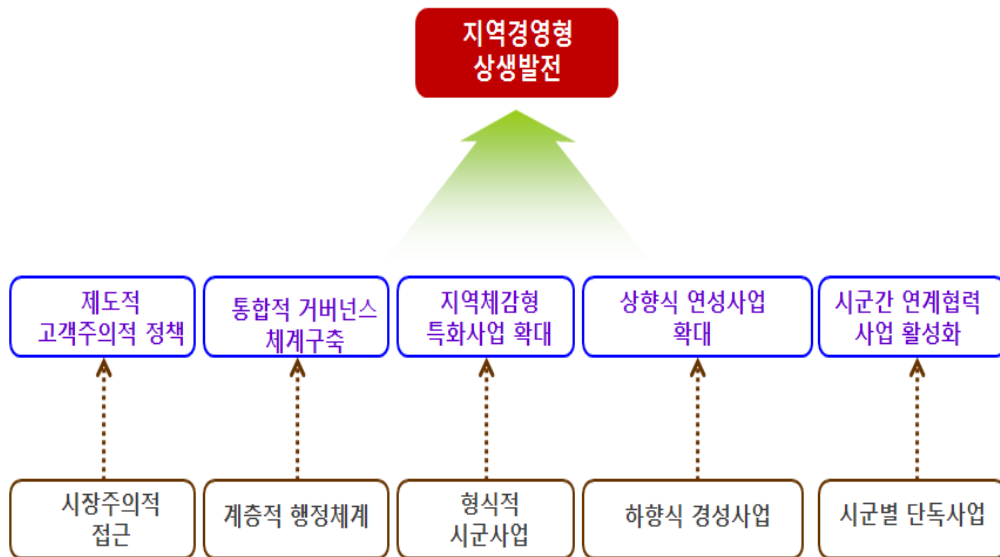 지역경영형
상생발전
제도적
고객주의적 정책
통합적 거버넌스
체계구축
지역체감형
특화사업 확대
상향식 연성사업
확대
시군간 연계협력
사업 활성화
시장주의적
접근
계층적 행정체계
형식적
시군사업
하향식 경성사업
시군별 단독사업